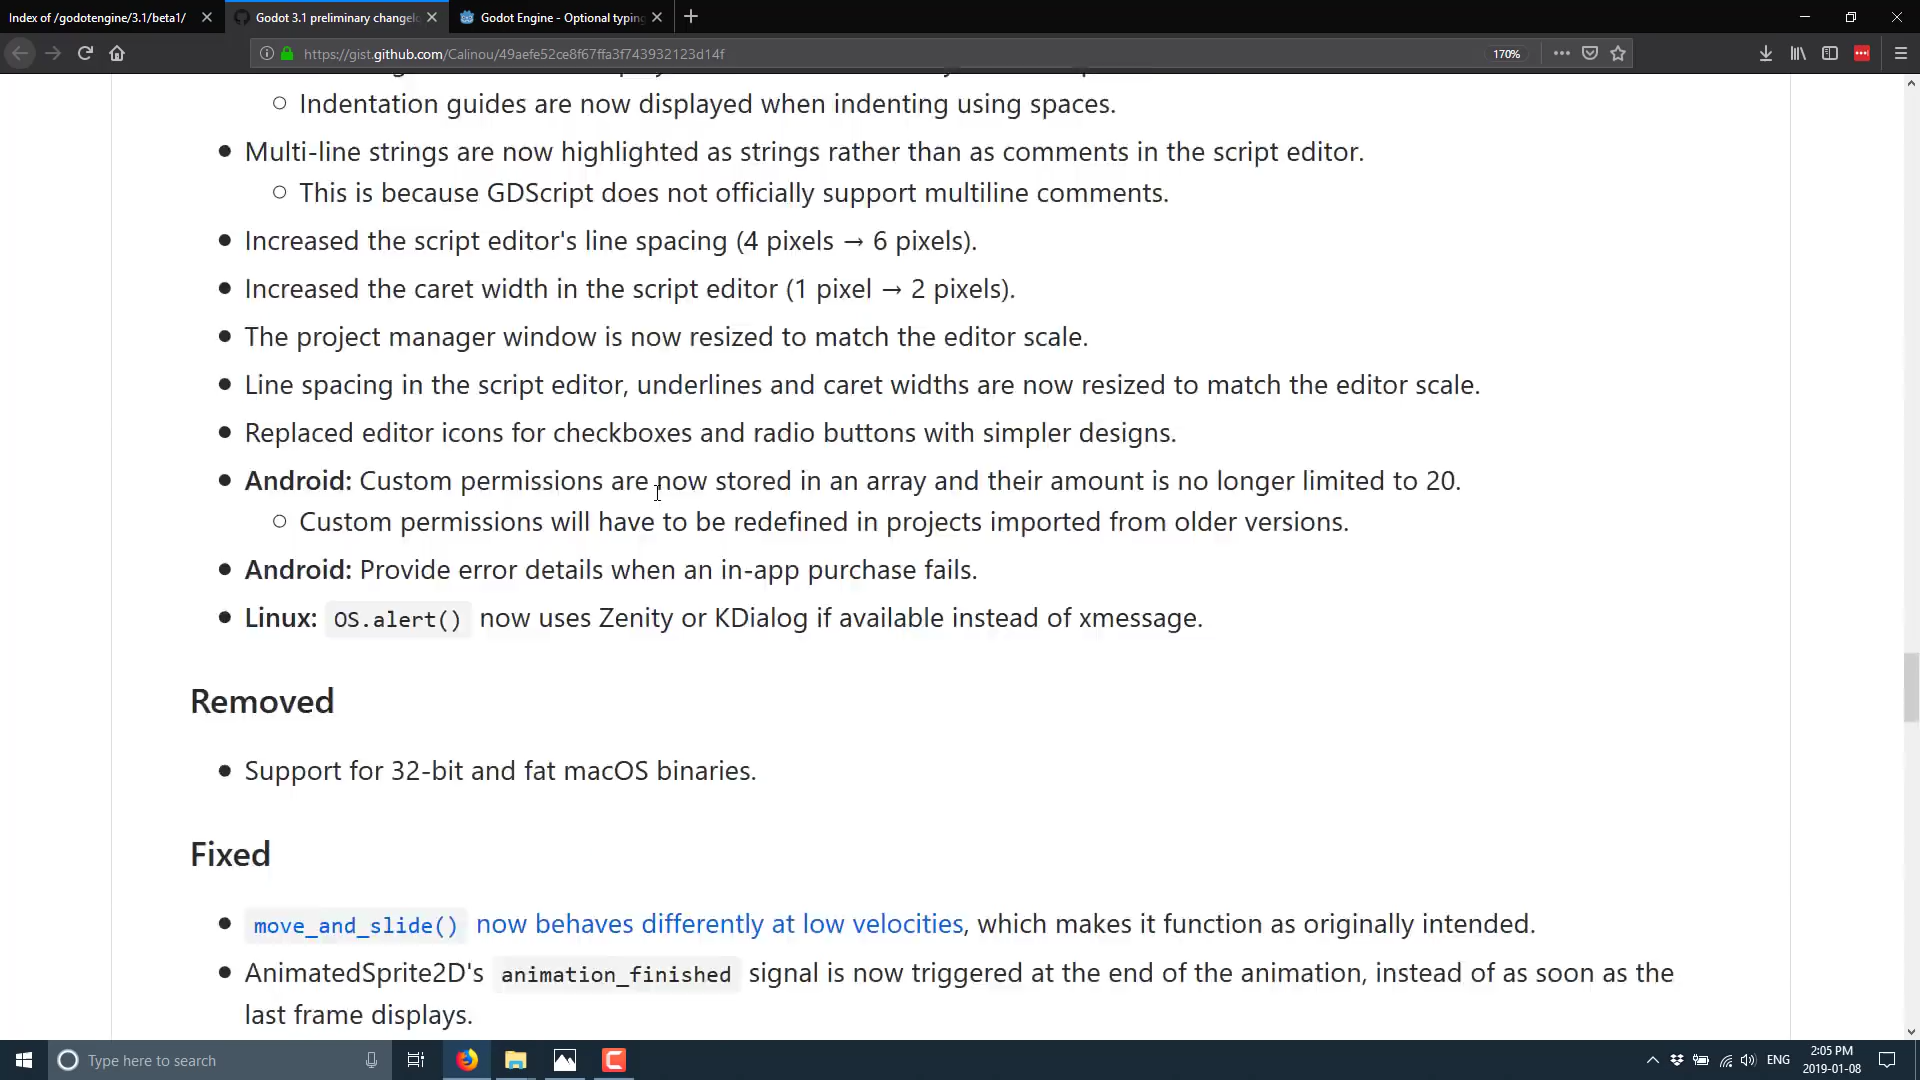 Index of /godotengine/3.1/beta1/
Godot 3.1 preliminary changelo
Godot Engine - Optional typing
https://gist.github.com/Calinou/49aefe52ce8f67ffa3f743932123d14f
170%
Indentation guides are now displayed when indenting using spaces.
Multi-line strings are now highlighted as strings rather than as comments in the script editor.
This is because GDScript does not officially support multiline comments.
Increased the script editor's line spacing (4 pixels → 6 pixels).
Increased the caret width in the script editor (1 pixel → 2 pixels).
The project manager window is now resized to match the editor scale.
Line spacing in the script editor, underlines and caret widths are now resized to match the editor scale.
Replaced editor icons for checkboxes and radio buttons with simpler designs.
Android: Custom permissions are now stored in an array and their amount is no longer limited to 20.
Custom permissions will have to be redefined in projects imported from older versions.
Android: Provide error details when an in-app purchase fails.
Linux: OS.alert() now uses Zenity or KDialog if available instead of xmessage.
Removed
Support for 32-bit and fat macOS binaries.
Fixed
move_and_slide() now behaves differently at low velocities, which makes it function as originally intended.
AnimatedSprite2D's animation_finished signal is now triggered at the end of the animation, instead of as soon as the
last frame displays.
Type here to search
ENG
2:05 PM
2019-01-08